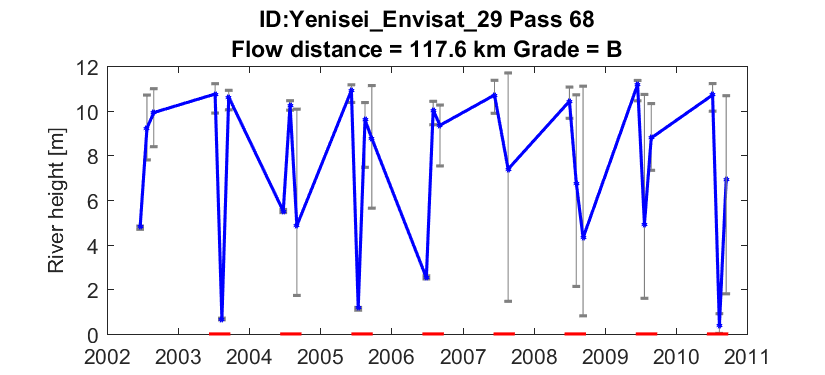 ID:Yenisei_Envisat_29 Pass 68
Flow distance = 117.6 km Grade = B
12
10
8
6
4
2
0
River height [m]
2002 2003 2004 2005 2006 2007 2008 2009 2010 2011